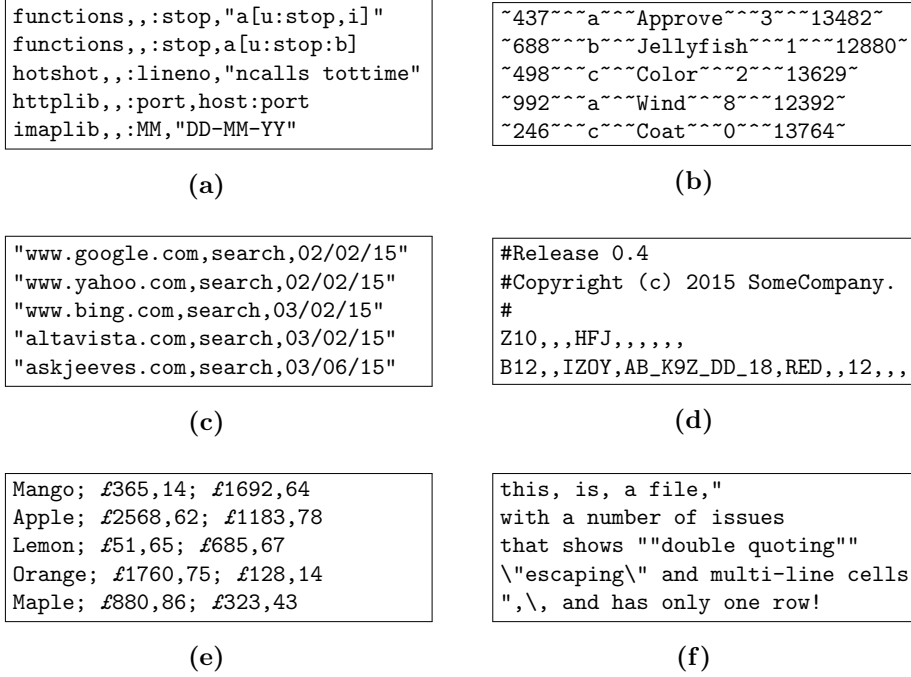 functions,,:stop,"a[u:stop,i]"
functions,,:stop,a[u:stop:b]
hotshot,,:lineno,"ncalls tottime"
httplib,,:port,host:port
imaplib,,:MM,"DD-MM-YY"
(a)
~437~~~a~~~Approve~~~3~~~13482~
~688~~~b~~~Jellyfish~~~1~~~12880~
~498~~~c~~~Color~~~2~~~13629~
~992~~~a~~~Wind~~~8~~~12392~
~246~~~c~~~Coat~~~0~~~13764~
(b)
"www.google.com,search,02/02/15"
"www.yahoo.com,search,02/02/15"
"www.bing.com,search,03/02/15"
"altavista.com,search,03/02/15"
"askjeeves.com,search,03/06/15"
(c)
#Release 0.4
#Copyright (c) 2015 SomeCompany.
#
Z10,,,HFJ,,,,,,
B12,,IZOY,AB_K9Z_DD_18,RED,,12,,,
(d)
Mango; £365,14; £1692,64
Apple; £2568,62; £1183,78
Lemon; £51,65; £685,67
Orange; £1760,75; £128,14
Maple; £880,86; £323,43
(e)
this, is, a file,"
with a number of issues
that shows ""double quoting""
\"escaping\" and multi-line cells
",\, and has only one row!
(f)